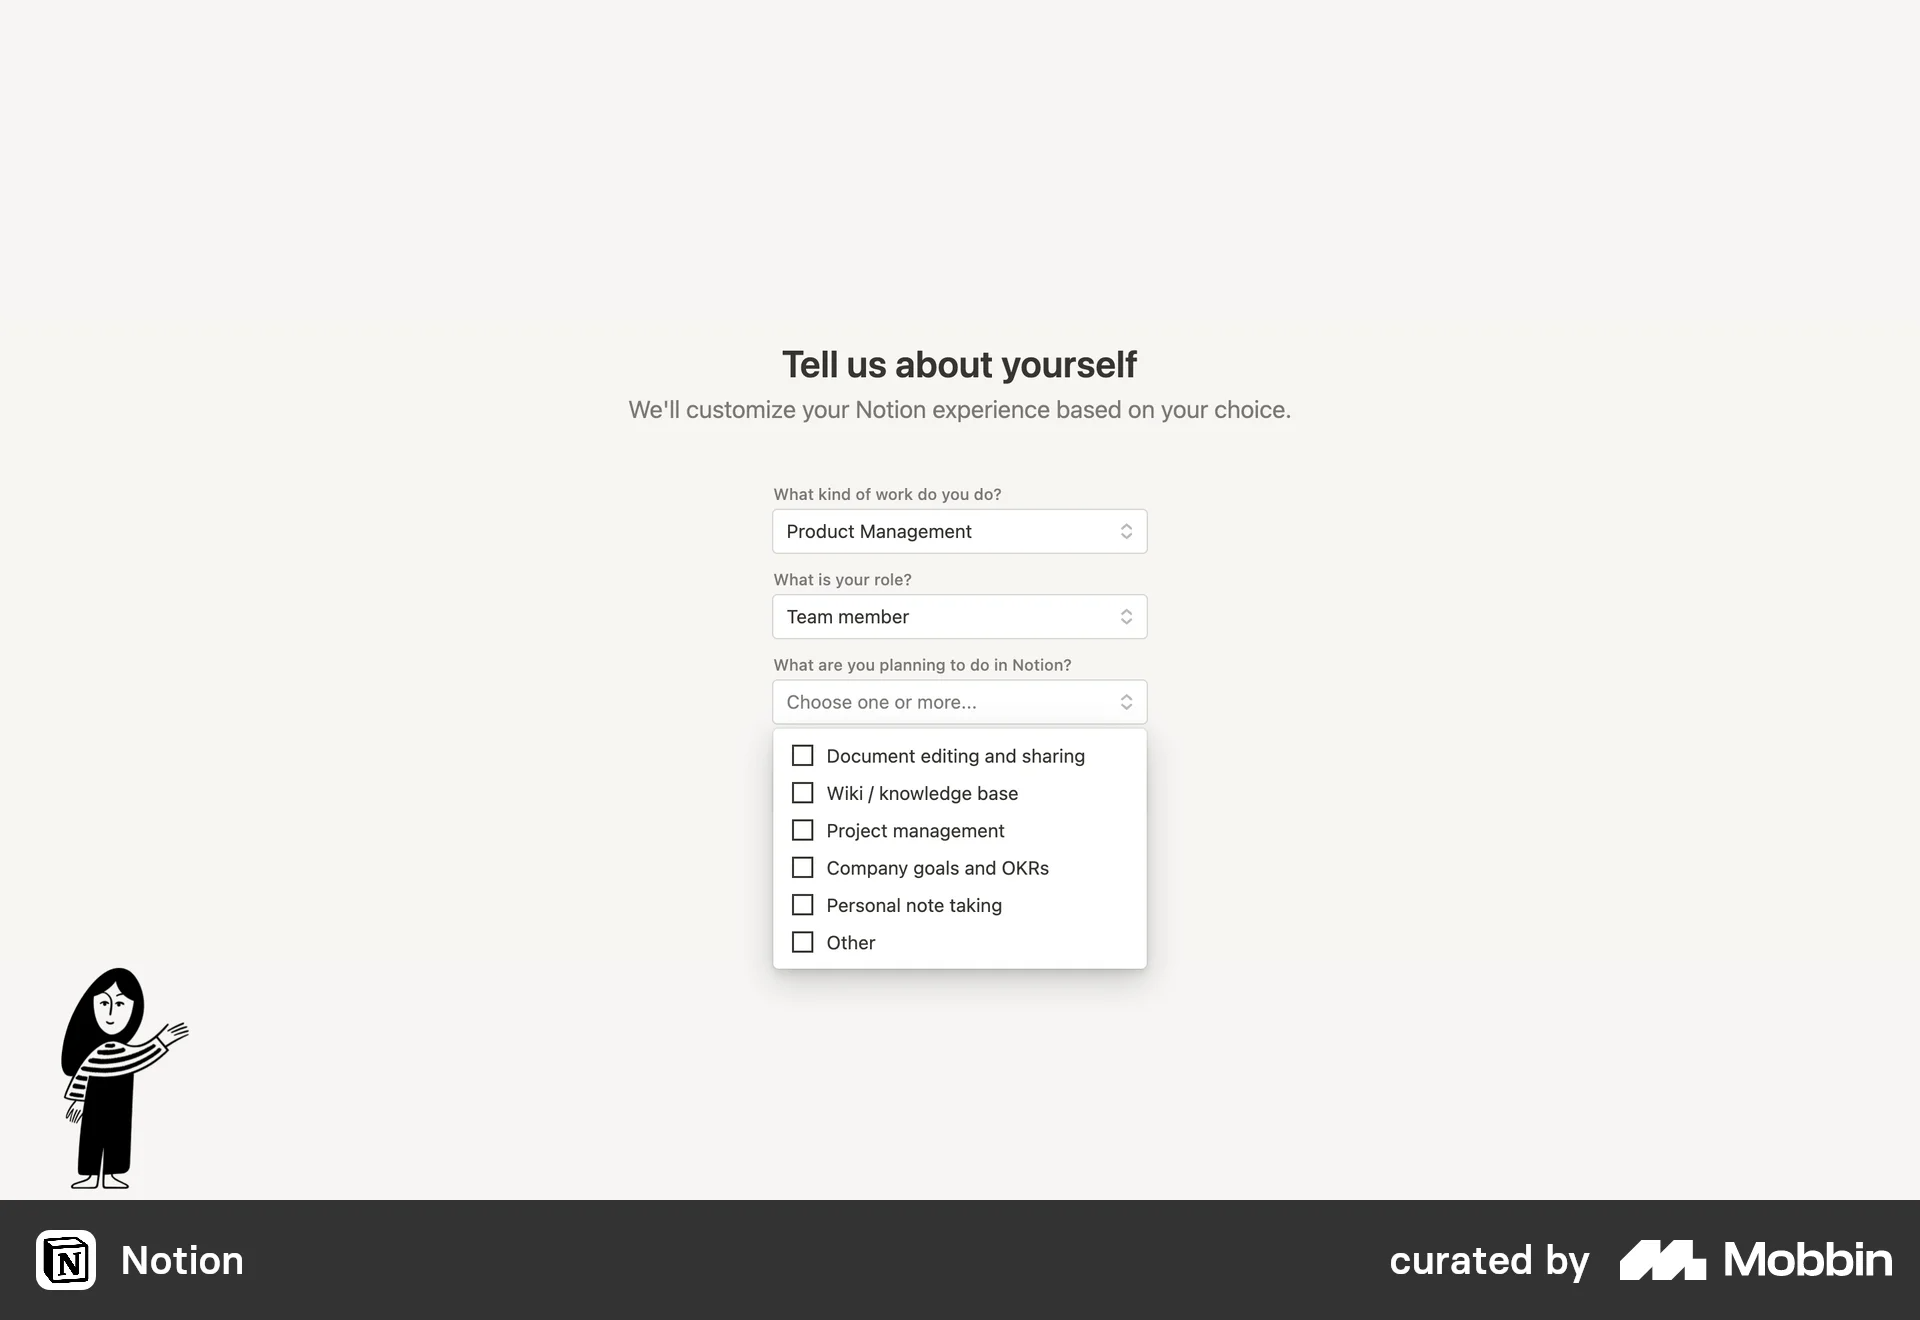 Tell us about yourself
We'll customize your Notion experience based on your choice.
What kind of work do you do?
Product Management
What is your role?
Team member
What are you planning to do in Notion?
Choose one or more...
Document editing and sharing
Wiki / knowledge base
Project management
Company goals and OKRs
Personal note taking
Other
N Notion
curated by Mobbin